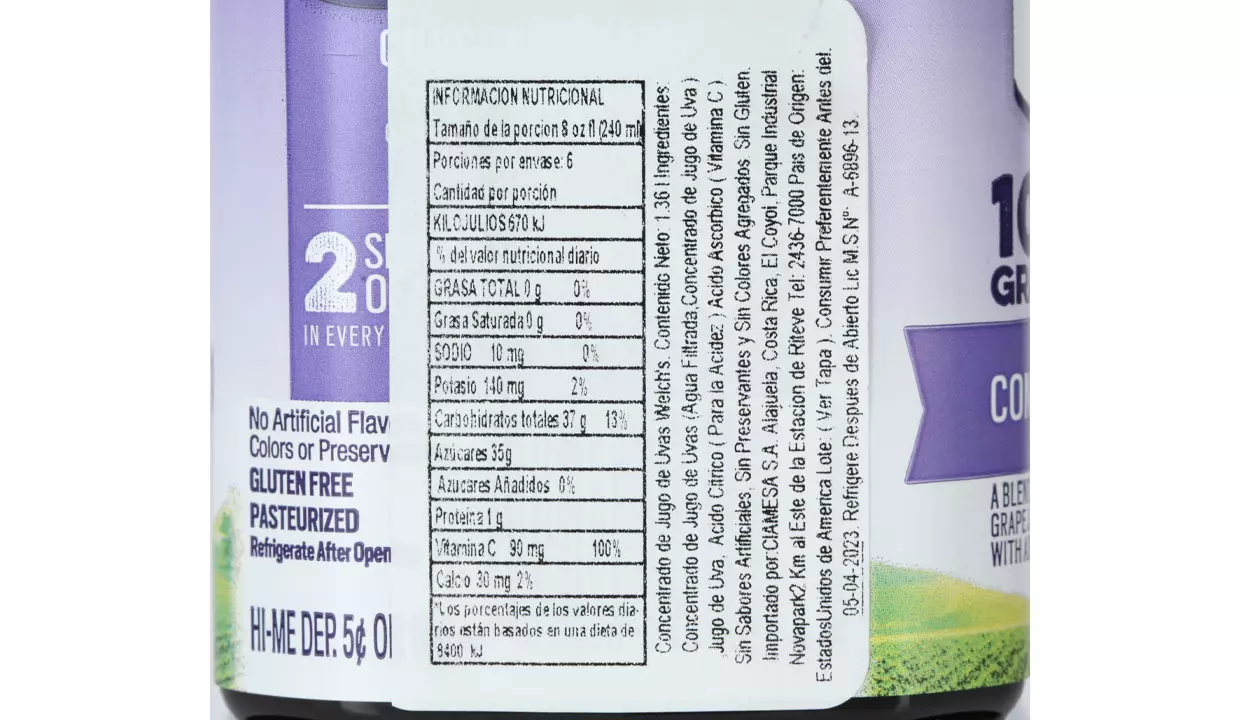 2
IN EVERY
No Artificial Flav
Colors or Preserv
GLUTEN FREE
PASTEURIZED
Refrigerate After Open
HI-ME DEP. 5¢ O
INFORMACION NUTRICIONAL
Tamaño de la porcion 8 oz fl (240 ml
Porciones por envase: 6
Cantidad por porción
KILOJULIOS 670 kJ
% del valor nutricional diario
GRASA TOTAL 0 g 0%
Grasa Saturada 0 g 0%
SODIO 10 mg 0%
Potasio 140 mg 2%
Carbohidratos totales 37 g 13%
Azúcares 35g
Azucares Añadidos 0%
Proteína 1 g
Vitamina C 90 mg 100%
Calcio 30 mg 2%
*Los porcentajes de los valores dia-
rios están basados en una dieta de
8400 kJ
Concentrado de Jugo de Uvas Welch's. Contenido Neto: 1.36 l Ingredientes:
Concentrado de Jugo de Uvas (Agua Filtrada,Concentrado de Jugo de Uva )
Jugo de Uva, Acido Citrico ( Para la Acidez ) Acido Ascorbico ( Vitamina C )
Sin Sabores Artificiales, Sin Preservantes y Sin Colores Agregados. Sin Gluten.
Importado por:CIAMESA S.A. Alajuela, Costa Rica, El Coyol, Parque Industrial
Novapark2 Km al Este de la Estacion de Riteve Tel: 2436-7000 Pais de Origen:
EstadosUnidos de America Lote: ( Ver Tapa ). Consumir Preferentemente Antes del:
05-04-2023. Refrigere Despues de Abierto Lic M.S.Nº: A-6896-13.
10
GR
CO
A BLEN
GRAPE
WITH